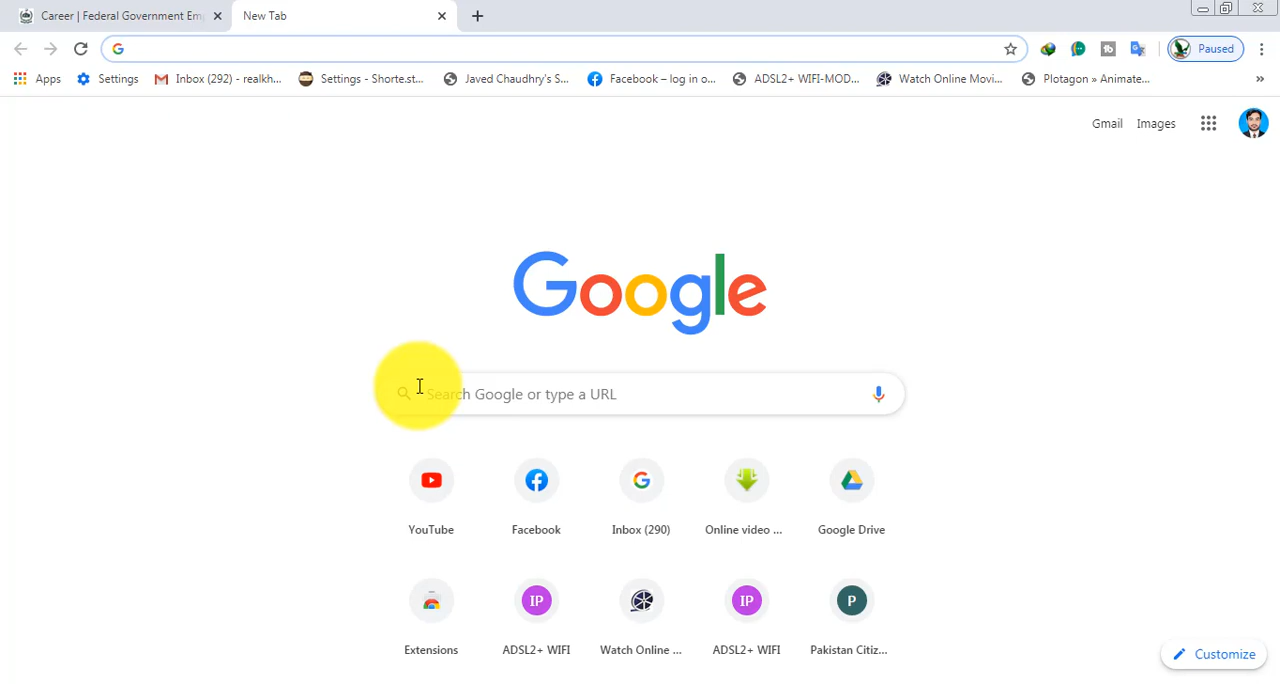 Career | Federal Government Emp
New Tab
Paused
Apps
Settings
Inbox (292) - realkh...
Settings - Shorte.st...
Javed Chaudhry's S...
Facebook – log in o...
ADSL2+ WIFI-MOD...
Watch Online Movi...
Plotagon » Animate...
»
Gmail
Images
Google
Search Google or type a URL
YouTube
Facebook
Inbox (290)
Online video ...
Google Drive
IP
IP
P
Extensions
ADSL2+ WIFI
Watch Online ...
ADSL2+ WIFI
Pakistan Citiz...
Customize